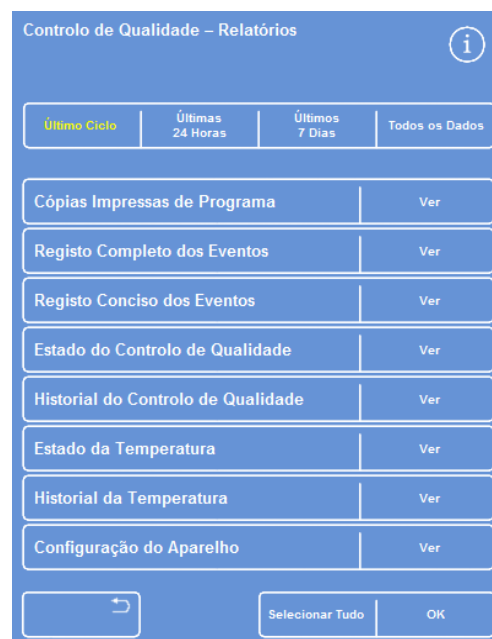 Controlo de Qualidade – Relatórios
i
Último Ciclo
Últimas
24 Horas
Últimos
7 Dias
Todos os Dados
Cópias Impressas de Programa
Ver
Registo Completo dos Eventos
Ver
Registo Conciso dos Eventos
Ver
Estado do Controlo de Qualidade
Ver
Historial do Controlo de Qualidade
Ver
Estado da Temperatura
Ver
Historial da Temperatura
Ver
Configuração do Aparelho
Ver
Selecionar Tudo
OK